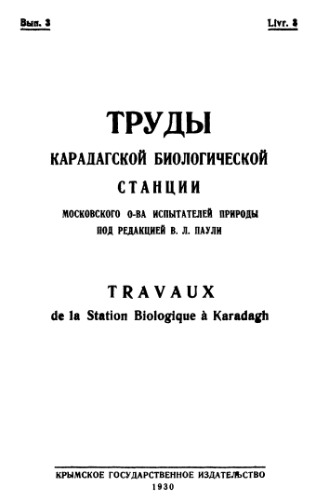 Вып. 3 Livr. 3
ТРУДЫ
КАРАДАГСКОЙ БИОЛОГИЧЕСКОЙ
СТАНЦИИ
МОСКОВСКОГО О-ВА ИСПЫТАТЕЛЕЙ ПРИРОДЫ
ПОД РЕДАКЦИЕЙ В. Л. ПАУЛИ
TRAVAUX
de la Station Biologique à Karadagh
КРЫМСКОЕ ГОСУДАРСТВЕННОЕ ИЗДАТЕЛЬСТВО
1930